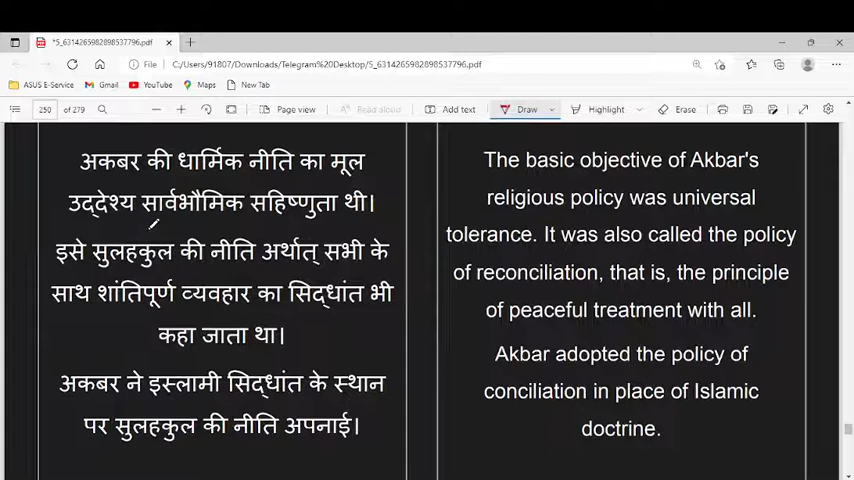 *5_6314265982898537796.pdf
File C:/Users/91807/Downloads/Telegram%20Desktop/5_6314265982898537796.pdf
ASUS E-Service Gmail YouTube Maps New Tab
250 of 279 Page view Read aloud Add text Draw Highlight Erase
अकबर की धार्मिक नीति का मूल
उद्देश्य सार्वभौमिक सहिष्णुता थी।
इसे सुलहकुल की नीति अर्थात् सभी के
साथ शांतिपूर्ण व्यवहार का सिद्धांत भी
कहा जाता था।
अकबर ने इस्लामी सिद्धांत के स्थान
पर सुलहकुल की नीति अपनाई।
The basic objective of Akbar's
religious policy was universal
tolerance. It was also called the policy
of reconciliation, that is, the principle
of peaceful treatment with all.
Akbar adopted the policy of
conciliation in place of Islamic
doctrine.